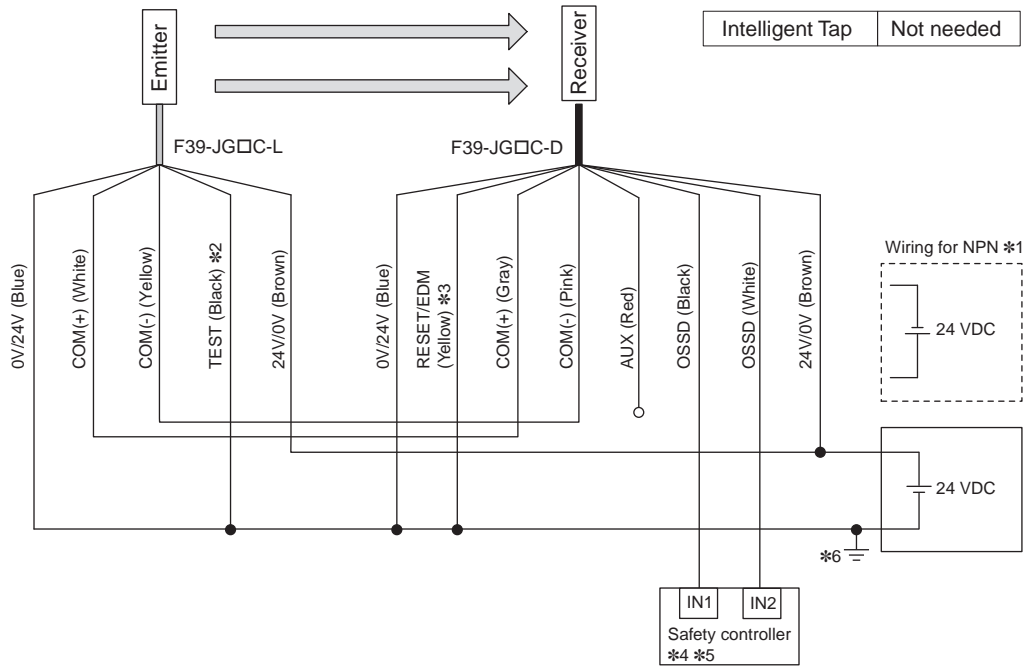 Intelligent Tap Not needed
Emitter
Receiver
F39-JG□C-L
F39-JG□C-D
0V/24V (Blue)
COM(+) (White)
COM(-) (Yellow)
TEST (Black) ✱2
24V/0V (Brown)
0V/24V (Blue)
RESET/EDM
(Yellow) ✱3
COM(+) (Gray)
COM(-) (Pink)
AUX (Red)
OSSD (Black)
OSSD (White)
24V/0V (Brown)
Wiring for NPN ✱1
24 VDC
24 VDC
✱6
IN1
IN2
Safety controller
✱4 ✱5